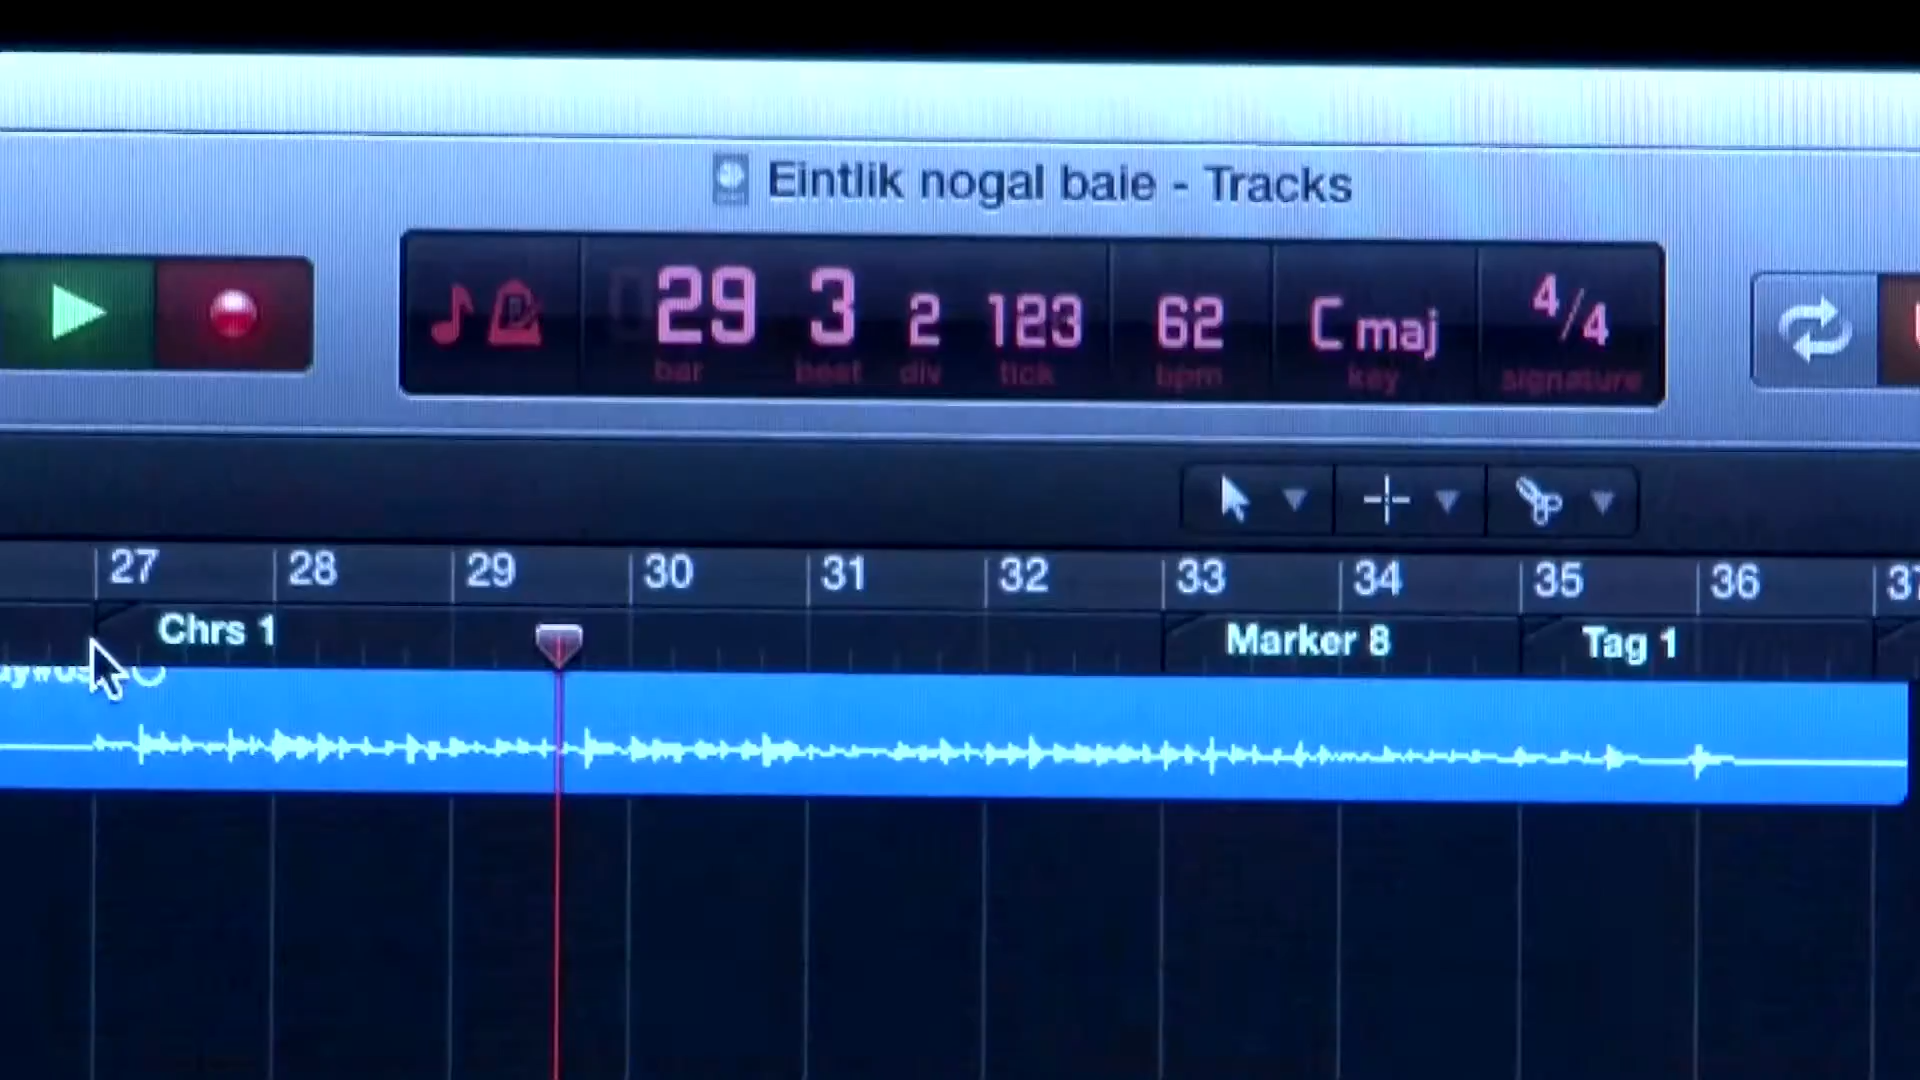 Eintlik nogal baie - Tracks
29 3 2 123 62 C maj 4/4
bar beat div tick bpm key signature
27 28 29 30 31 32 33 34 35 36 37
Chrs 1 Marker 8 Tag 1